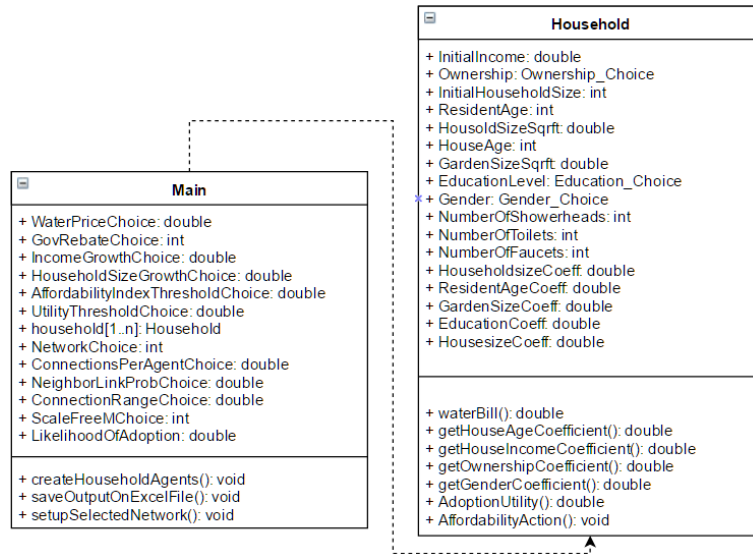 Household
+ InitialIncome: double
+ Ownership: Ownership_Choice
+ InitialHouseholdSize: int
+ ResidentAge: int
+ HousoldSizeSqrft: double
+ HouseAge: int
+ GardenSizeSqrft: double
+ EducationLevel: Education_Choice
+ Gender: Gender_Choice
+ NumberOfShowerheads: int
+ NumberOfToilets: int
+ NumberOfFaucets: int
+ HouseholdsizeCoeff: double
+ ResidentAgeCoeff: double
+ GardenSizeCoeff: double
+ EducationCoeff: double
+ HousesizeCoeff: double
+ waterBill(): double
+ getHouseAgeCoefficient(): double
+ getHouseIncomeCoefficient(): double
+ getOwnershipCoefficient(): double
+ getGenderCoefficient(): double
+ AdoptionUtility(): double
+ AffordabilityAction(): void
Main
+ WaterPriceChoice: double
+ GovRebateChoice: int
+ IncomeGrowthChoice: double
+ HouseholdSizeGrowthChoice: double
+ AffordabilityIndexThresholdChoice: double
+ UtilityThresholdChoice: double
+ household[1..n]: Household
+ NetworkChoice: int
+ ConnectionsPerAgentChoice: double
+ NeighborLinkProbChoice: double
+ ConnectionRangeChoice: double
+ ScaleFreeMChoice: int
+ LikelihoodOfAdoption: double
+ createHouseholdAgents(): void
+ saveOutputOnExcelFile(): void
+ setupSelectedNetwork(): void